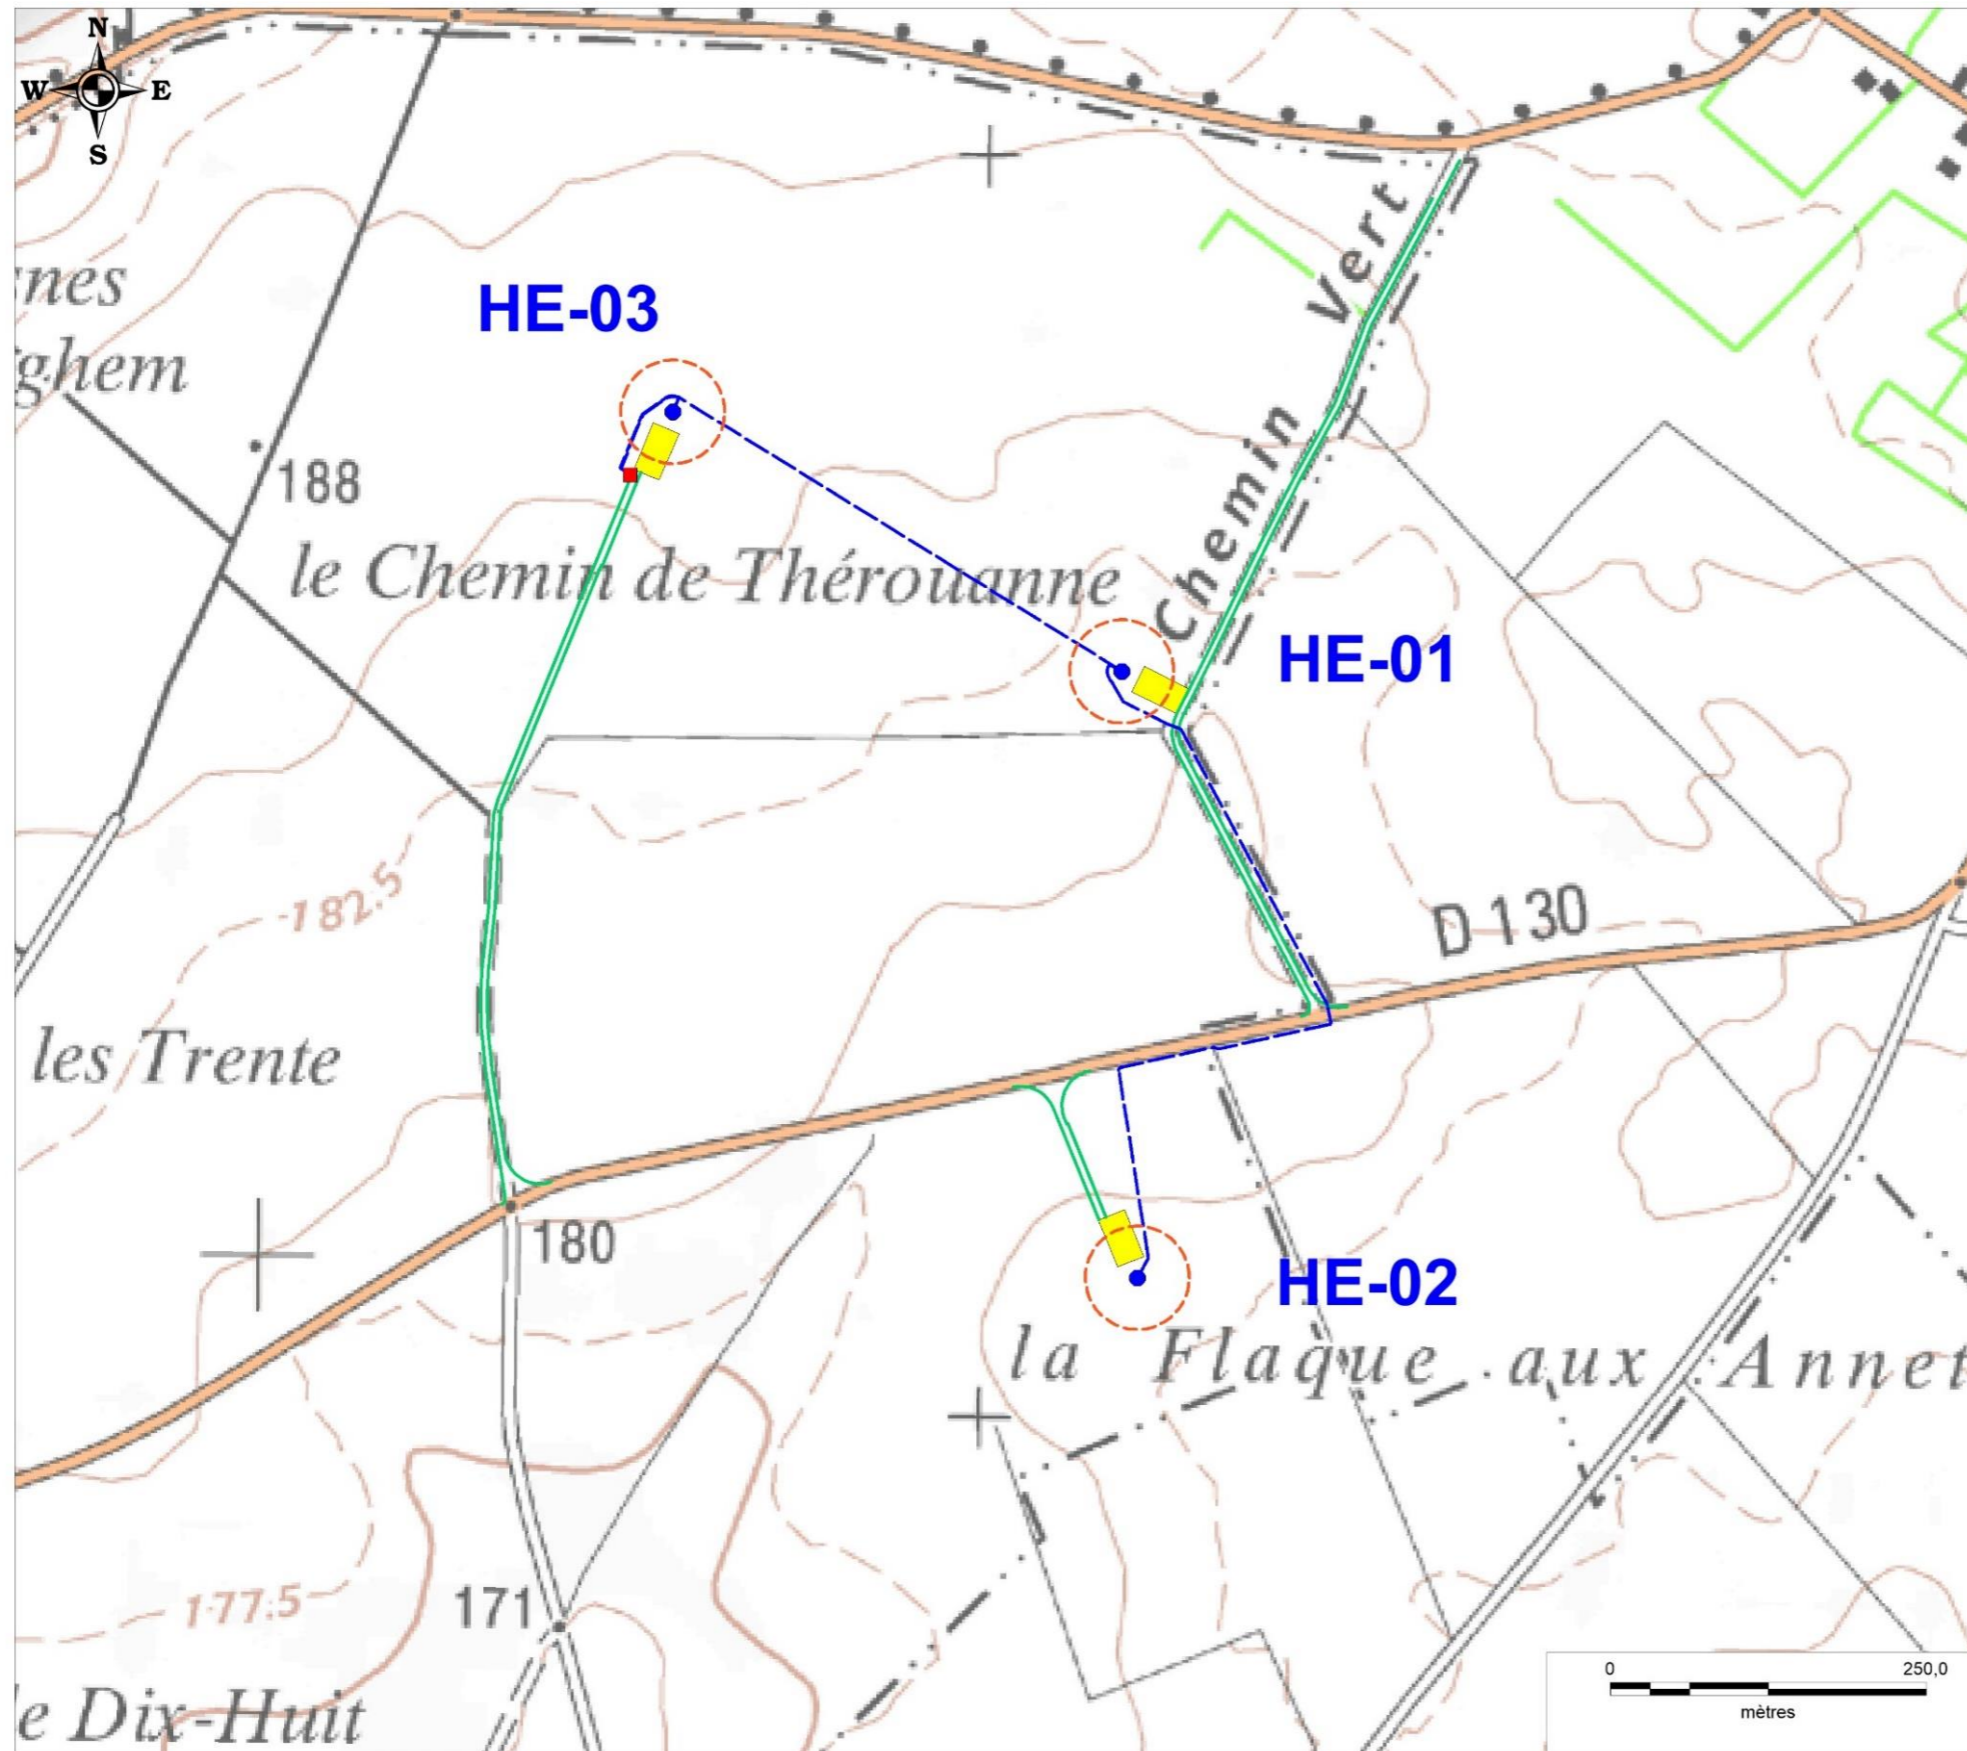 N
W E
S
Vert
gnes
HE-03
ghem
188
Chemin
le Chemin de Thérouanne
HE-01
182.5
D 130
les Trente
180
HE-02
la Flaque aux Annet
177.5
171
0 250,0
mètres
e Dix-Huit